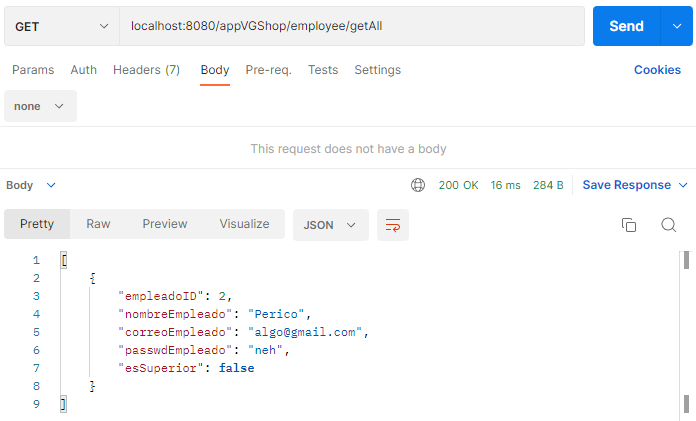 GET localhost:8080/appVGShop/employee/getAll Send
Params Auth Headers (7) Body Pre-req. Tests Settings Cookies
none
This request does not have a body
Body 200 OK 16 ms 284 B Save Response
Pretty Raw Preview Visualize JSON
1 [
2 {
3 "empleadoID": 2,
4 "nombreEmpleado": "Perico",
5 "correoEmpleado": "algo@gmail.com",
6 "passwdEmpleado": "neh",
7 "esSuperior": false
8 }
9 ]